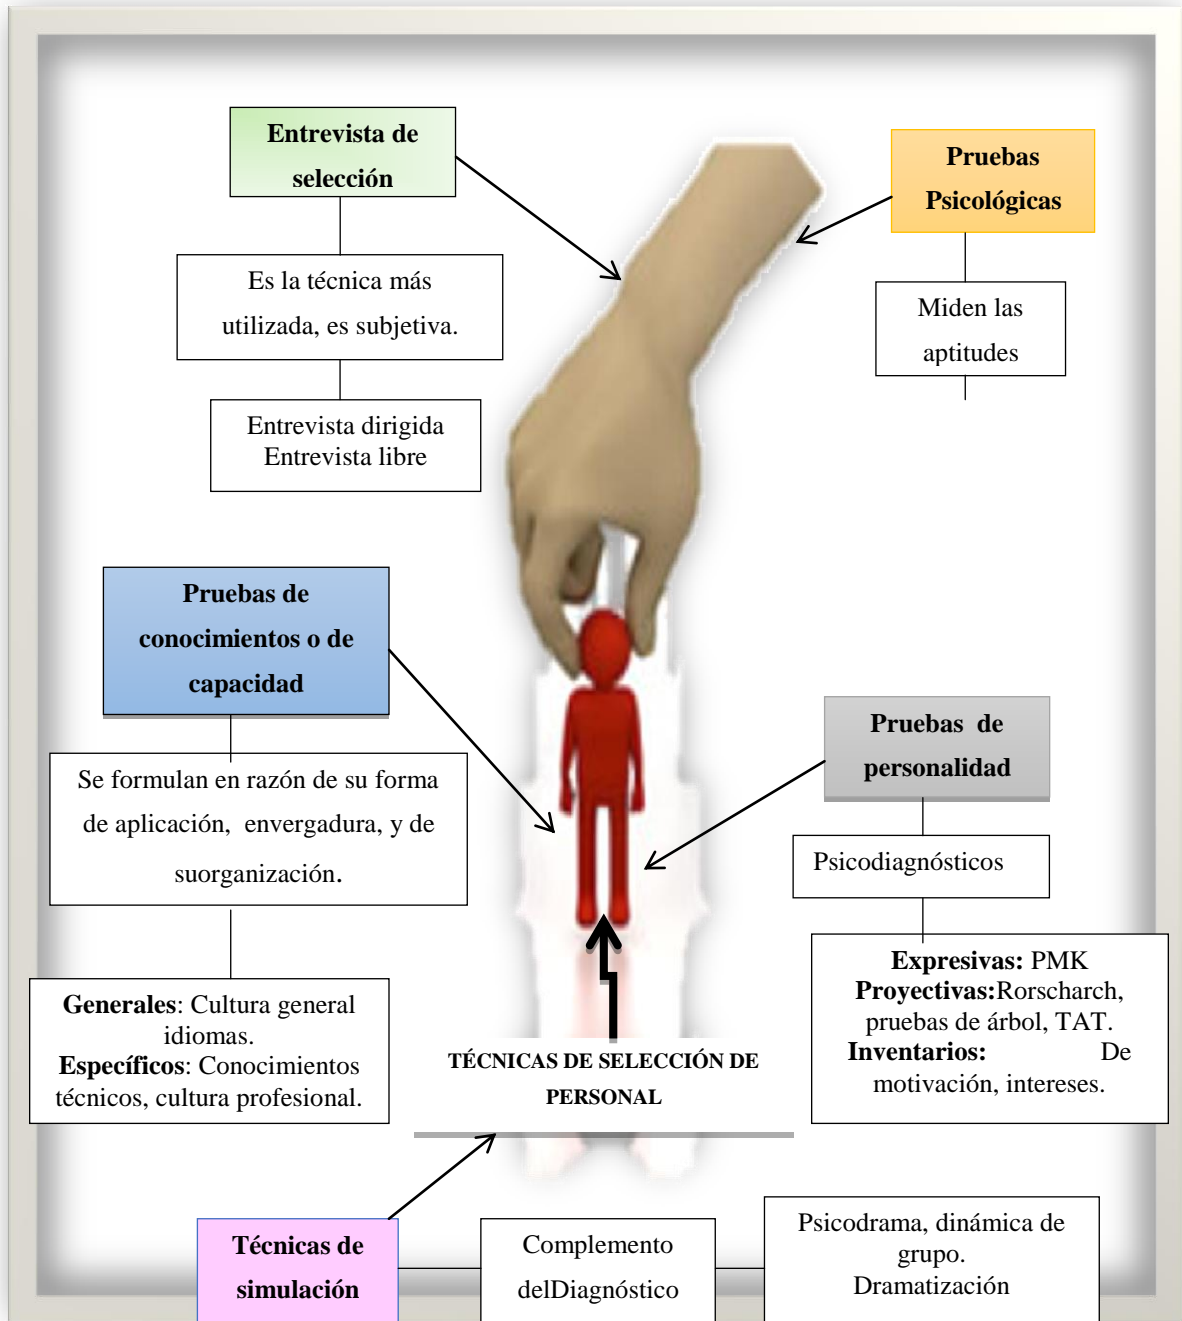 Entrevista de
selección
Es la técnica más
utilizada, es subjetiva.
Entrevista dirigida
Entrevista libre
Pruebas
Psicológicas
Miden las
aptitudes
Pruebas de
conocimientos o de
capacidad
Se formulan en razón de su forma
de aplicación, envergadura, y de
suorganización.
Generales: Cultura general
idiomas.
Específicos: Conocimientos
técnicos, cultura profesional.
Pruebas de
personalidad
Psicodiagnósticos
Expresivas: PMK
Proyectivas:Rorscharch,
pruebas de árbol, TAT.
Inventarios: De
motivación, intereses.
TÉCNICAS DE SELECCIÓN DE
PERSONAL
Técnicas de
simulación
Complemento
delDiagnóstico
Psicodrama, dinámica de
grupo.
Dramatización